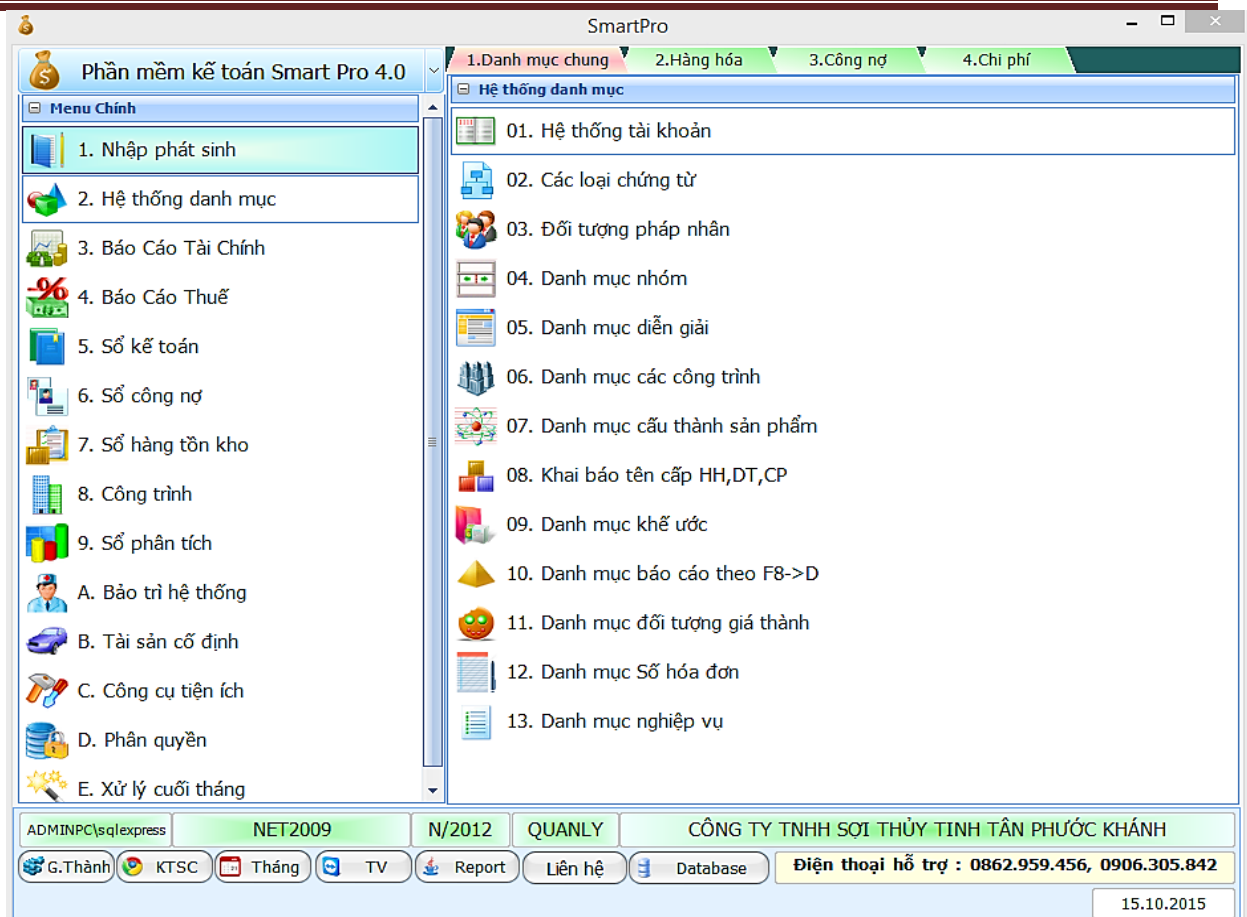 SmartPro
Phần mềm kế toán Smart Pro 4.0
Menu Chính
1. Nhập phát sinh
2. Hệ thống danh mục
3. Báo Cáo Tài Chính
4. Báo Cáo Thuế
5. Sổ kế toán
6. Sổ công nợ
7. Sổ hàng tồn kho
8. Công trình
9. Sổ phân tích
A. Bảo trì hệ thống
B. Tài sản cố định
C. Công cụ tiện ích
D. Phân quyền
E. Xử lý cuối tháng
1.Danh mục chung 2.Hàng hóa 3.Công nợ 4.Chi phí
Hệ thống danh mục
01. Hệ thống tài khoản
02. Các loại chứng từ
03. Đối tượng pháp nhân
04. Danh mục nhóm
05. Danh mục diễn giải
06. Danh mục các công trình
07. Danh mục cấu thành sản phẩm
08. Khai báo tên cấp HH,DT,CP
09. Danh mục khế ước
10. Danh mục báo cáo theo F8->D
11. Danh mục đối tượng giá thành
12. Danh mục Số hóa đơn
13. Danh mục nghiệp vụ
ADMINPC\sqlexpress NET2009 N/2012 QUANLY CÔNG TY TNHH SỢI THỦY TINH TÂN PHƯỚC KHÁNH
G.Thành KTSC Tháng TV Report Liên hệ Database Điện thoại hỗ trợ : 0862.959.456, 0906.305.842
15.10.2015